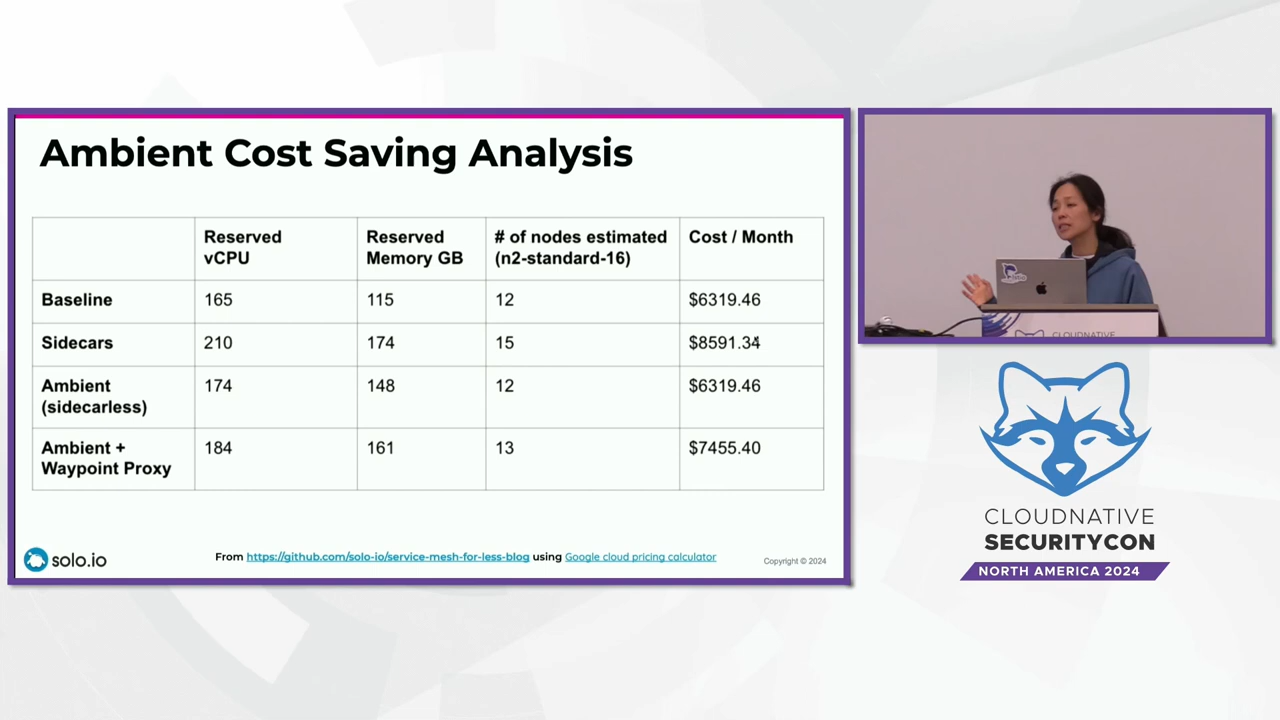 Ambient Cost Saving Analysis
Reserved vCPU
Reserved Memory GB
# of nodes estimated (n2-standard-16)
Cost / Month
Baseline
165
115
12
$6319.46
Sidecars
210
174
15
$8591.34
Ambient (sidecarless)
174
148
12
$6319.46
Ambient + Waypoint Proxy
184
161
13
$7455.40
solo.io
From https://github.com/solo-io/service-mesh-for-less-blog using Google cloud pricing calculator
Copyright © 2024
CLOUDNATIVE
CLOUDNATIVE
SECURITYCON
NORTH AMERICA 2024